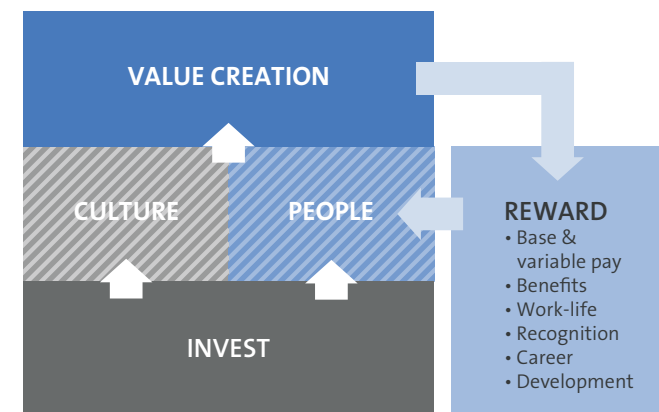 VALUE CREATION
CULTURE
PEOPLE
INVEST
REWARD
• Base &
variable pay
• Benefits
• Work-life
• Recognition
• Career
• Development